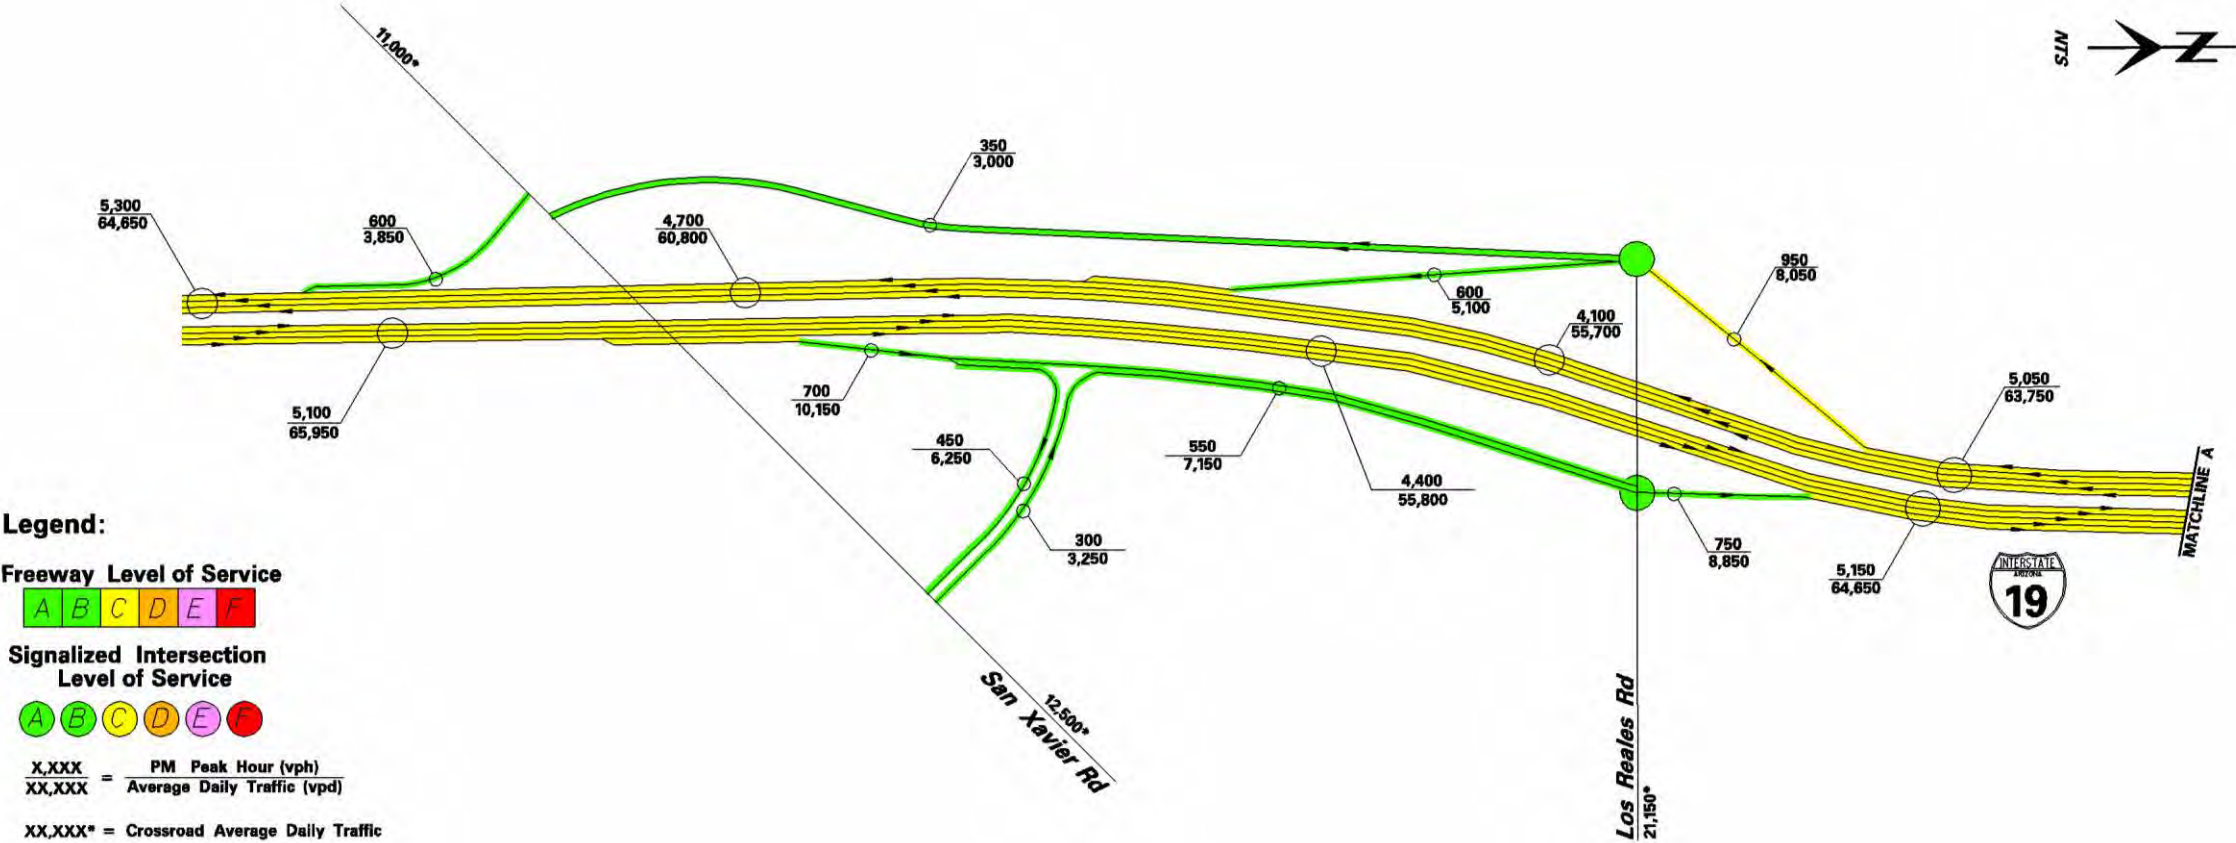 11,000*
NTS
N
350
3,000
5,300
64,650
600
3,850
4,700
60,800
950
8,050
600
5,100
4,100
55,700
5,050
63,750
700
10,150
5,100
65,950
450
6,250
550
7,150
4,400
55,800
MATCHLINE A
300
3,250
750
8,850
5,150
64,650
INTERSTATE
ARIZONA
19
San Xavier Rd
12,500*
Los Reales Rd
21,150*
Legend:
Freeway Level of Service
A B C D E F
Signalized Intersection
Level of Service
A B C D E F
X,XXX = PM Peak Hour (vph)
XX,XXX Average Daily Traffic (vpd)
XX,XXX* = Crossroad Average Daily Traffic